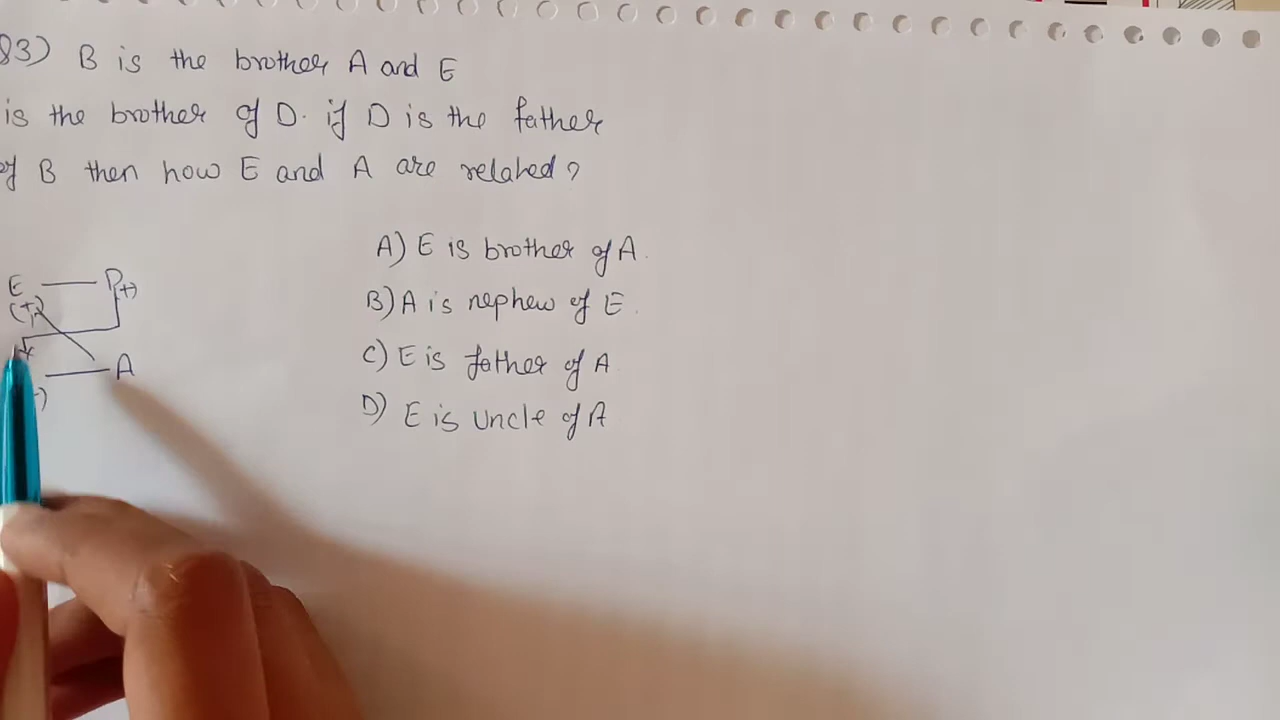 83) B is the brother A and E
is the brother of D. if D is the father
of B then how E and A are related?
A) E is brother of A.
B) A is nephew of E.
C) E is father of A
D) E is uncle of A
E D(+)
(+)
A